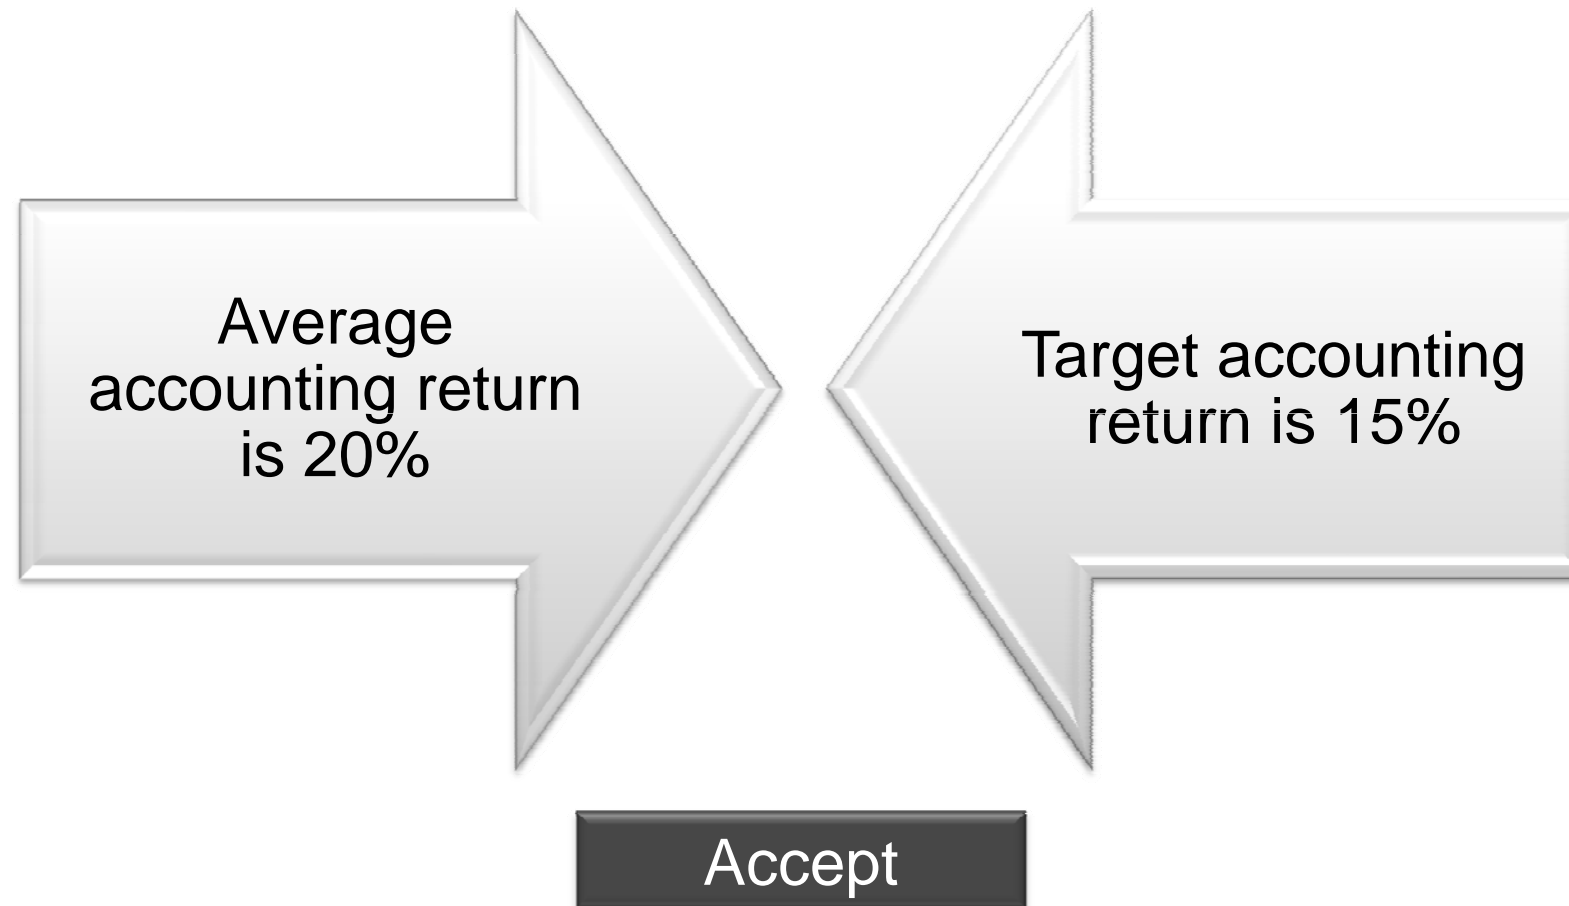 Average
accounting return
is 20%
Target accounting
return is 15%
Accept